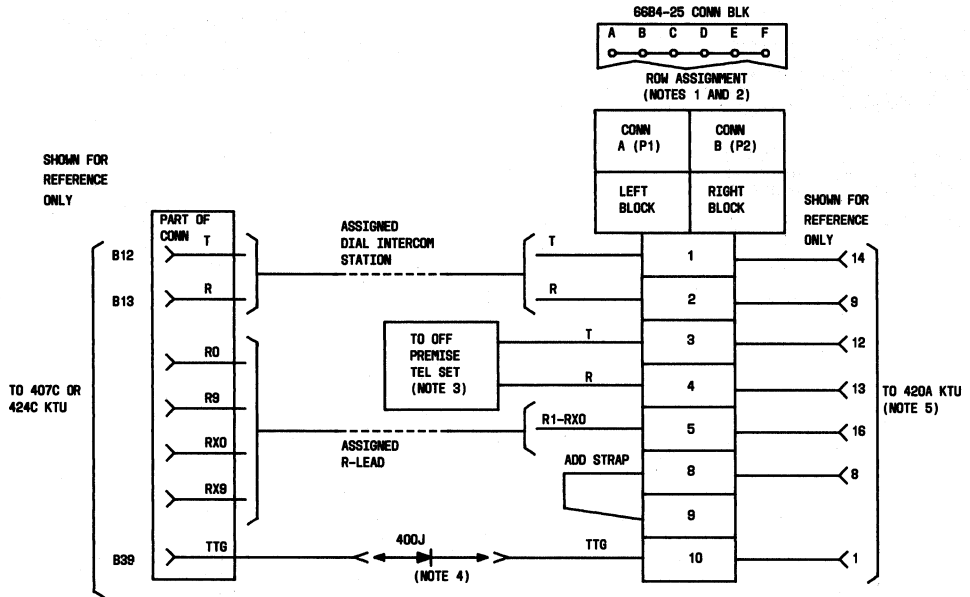 66B4-25 CONN BLK
A B C D E F
ROW ASSIGNMENT
(NOTES 1 AND 2)
CONN
A (P1)
CONN
B (P2)
LEFT
BLOCK
RIGHT
BLOCK
SHOWN FOR
REFERENCE
ONLY
SHOWN FOR
REFERENCE
ONLY
PART OF
CONN
ASSIGNED
DIAL INTERCOM
STATION
B12
T
T
1
14
B13
R
R
2
9
TO OFF
PREMISE
TEL SET
(NOTE 3)
T
3
12
R
4
13
R0
R9
RX0
RX9
TO 407C OR
424C KTU
TO 420A KTU
(NOTE 5)
ASSIGNED
R-LEAD
R1-RX0
5
16
ADD STRAP
8
8
9
B39
TTG
400J
(NOTE 4)
TTG
10
1